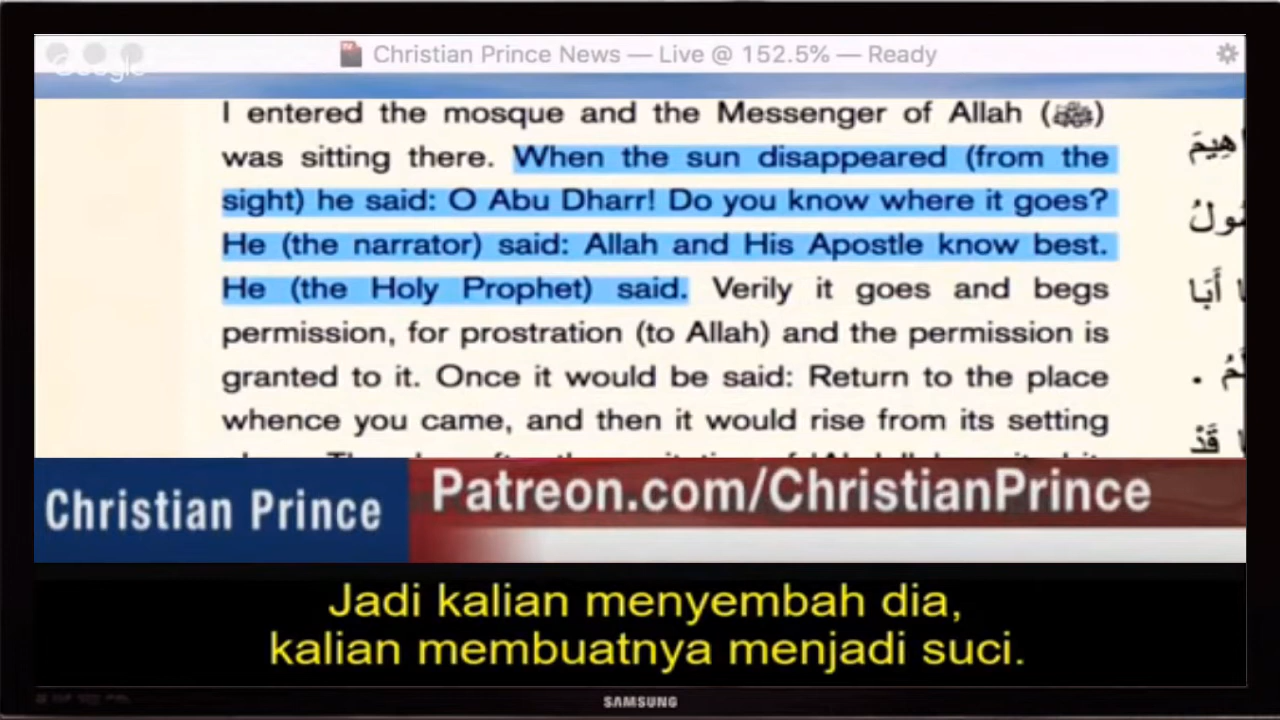 Christian Prince News — Live @ 152.5% — Ready
Google
I entered the mosque and the Messenger of Allah (ﷺ)
was sitting there. When the sun disappeared (from the
sight) he said: O Abu Dharr! Do you know where it goes?
He (the narrator) said: Allah and His Apostle know best.
He (the Holy Prophet) said. Verily it goes and begs
permission, for prostration (to Allah) and the permission is
granted to it. Once it would be said: Return to the place
whence you came, and then it would rise from its setting
Christian Prince
Patreon.com/ChristianPrince
Jadi kalian menyembah dia,
kalian membuatnya menjadi suci.
SAMSUNG